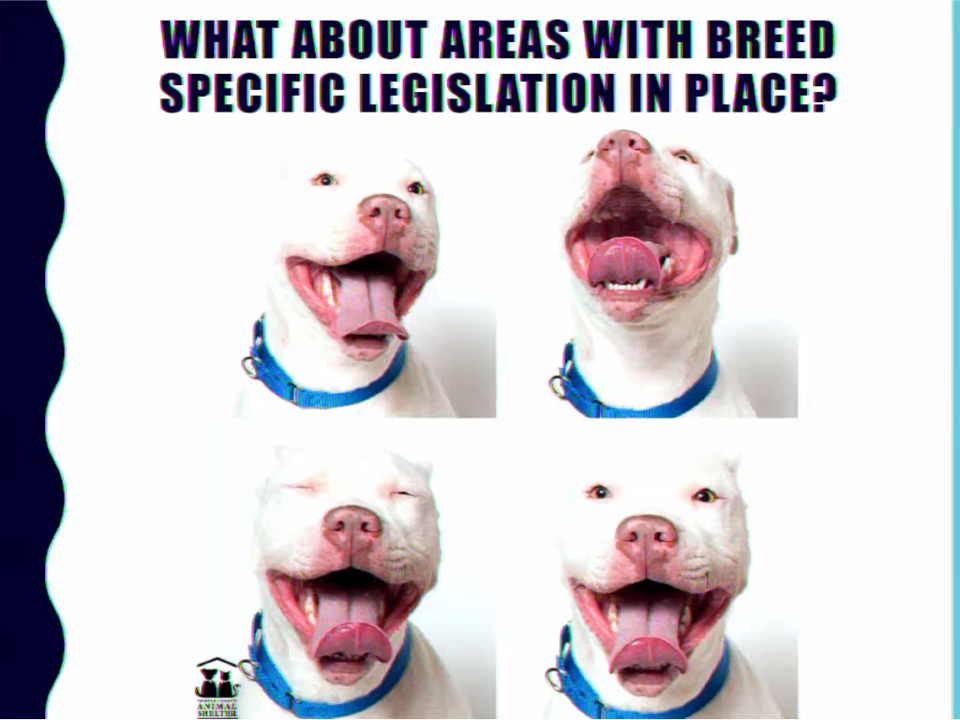 WHAT ABOUT AREAS WITH BREED
SPECIFIC LEGISLATION IN PLACE?
ANIMAL
SHELTER